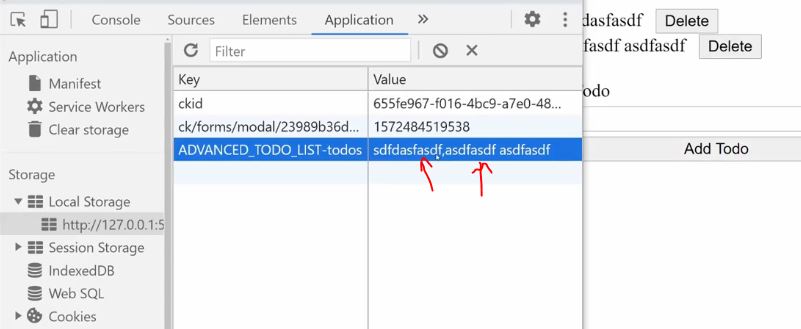 Console Sources Elements Application »
Application
Manifest
Service Workers
Clear storage
Storage
Local Storage
http://127.0.0.1:5
Session Storage
IndexedDB
Web SQL
Cookies
Filter
Key Value
ckid 655fe967-f016-4bc9-a7e0-48...
ck/forms/modal/23989b36d... 1572484519538
ADVANCED_TODO_LIST-todos sdfdasfasdf,asdfasdf asdfasdf
dasfasdf Delete
fasdf asdfasdf Delete
odo
Add Todo